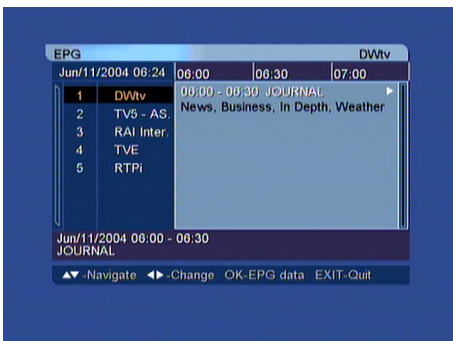 EPG DWtv
Jun/11/2004 06:24 06:00 06:30 07:00
1 DWtv
2 TV5 - AS.
3 RAI Inter.
4 TVE
5 RTPi
06:00 - 06:30 JOURNAL
News, Business, In Depth, Weather
Jun/11/2004 06:00 - 06:30
JOURNAL
▲▼ -Navigate ◀▶ -Change OK-EPG data EXIT-Quit